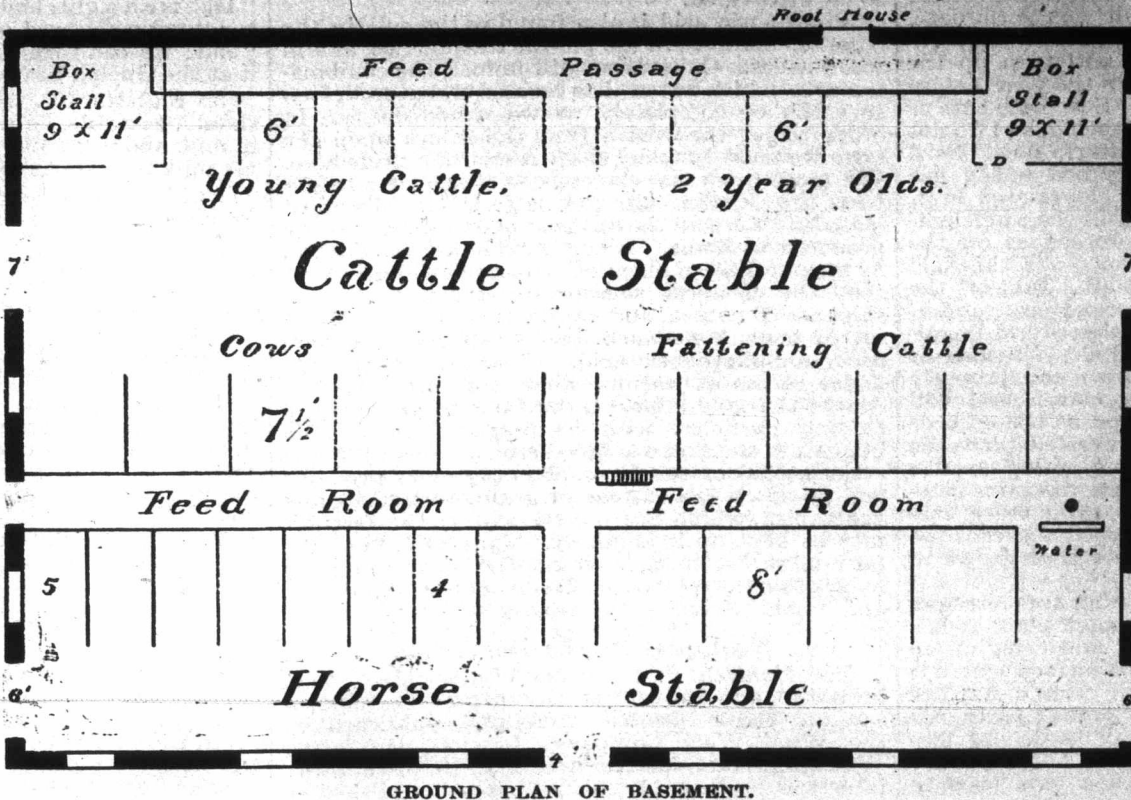 Root House
Box
Stall
9 X 11'
Feed Passage
Box
Stall
9 X 11'
6'
6'
D
Young Cattle.
2 Year Olds.
Cattle Stable
7'
7
Cows
Fattening Cattle
7½'
Feed Room
Feed Room
Water
5
4
8'
Horse Stable
6'
6
4
GROUND PLAN OF BASEMENT.